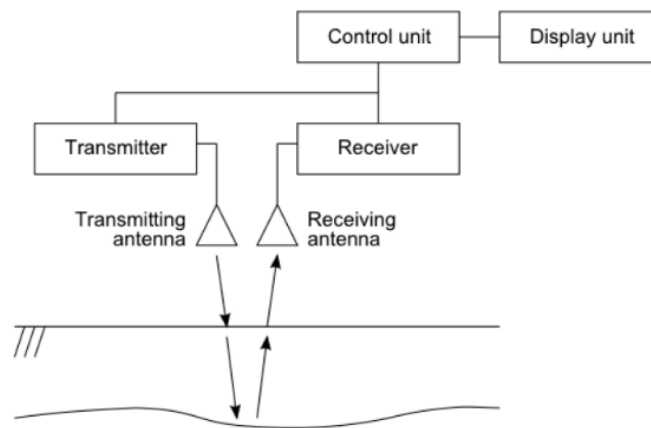 Control unit
Display unit
Transmitter
Receiver
Transmitting
antenna
Receiving
antenna